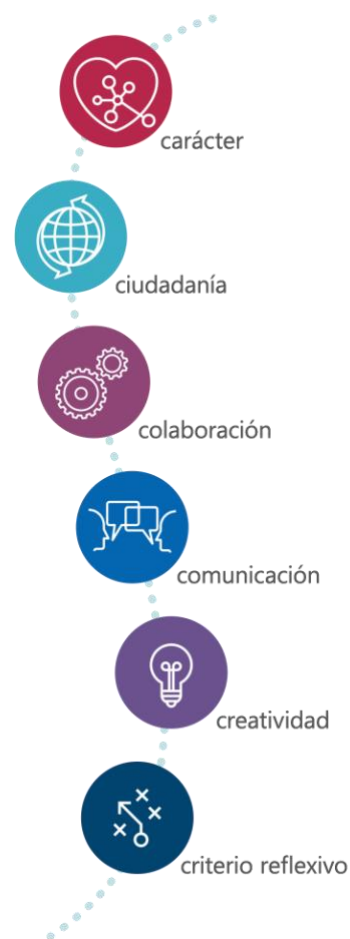 carácter
ciudadanía
colaboración
comunicación
creatividad
criterio reflexivo